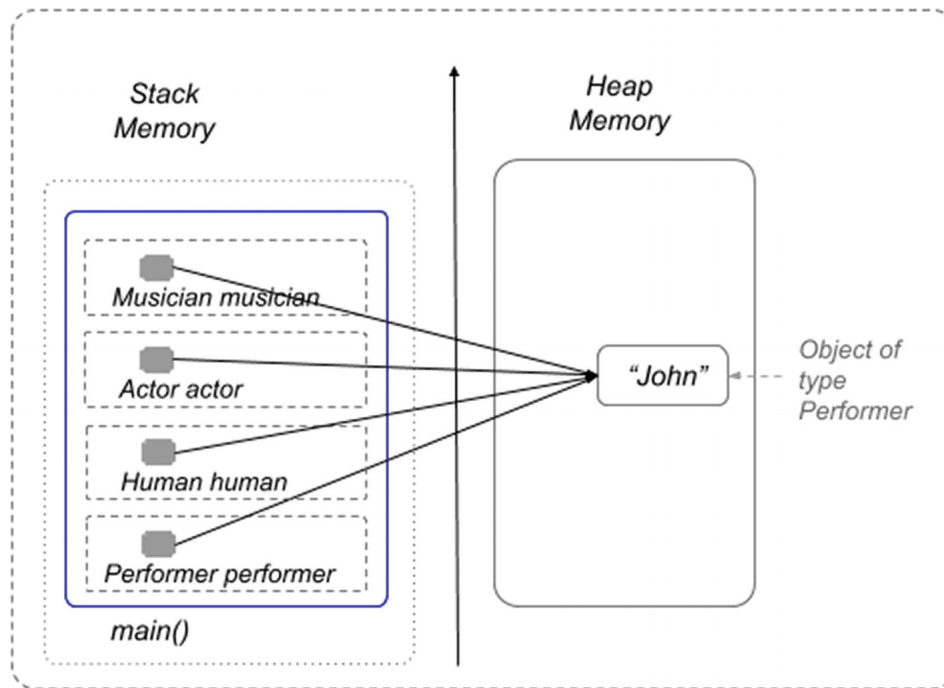 Stack
Memory
Heap
Memory
Musician musician
Actor actor
Human human
Performer performer
main()
“John”
Object of
type
Performer